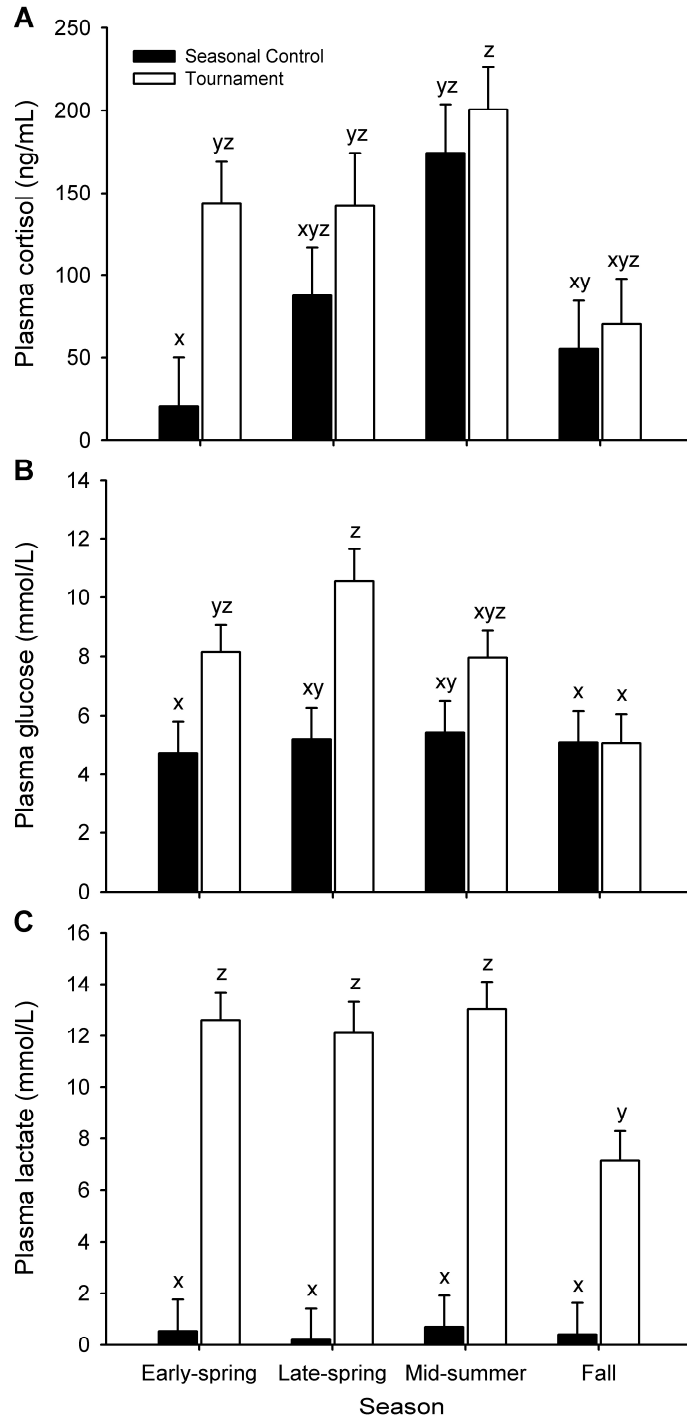 A
Plasma cortisol (ng/mL)
250
200
150
100
50
0
Seasonal Control
Tournament
x
yz
xyz
yz
yz
z
xy
xyz
B
Plasma glucose (mmol/L)
14
12
10
8
6
4
2
0
x
yz
xy
z
xy
xyz
x
x
C
Plasma lactate (mmol/L)
16
14
12
10
8
6
4
2
0
x
z
x
z
x
z
x
y
Early-spring Late-spring Mid-summer Fall
Season